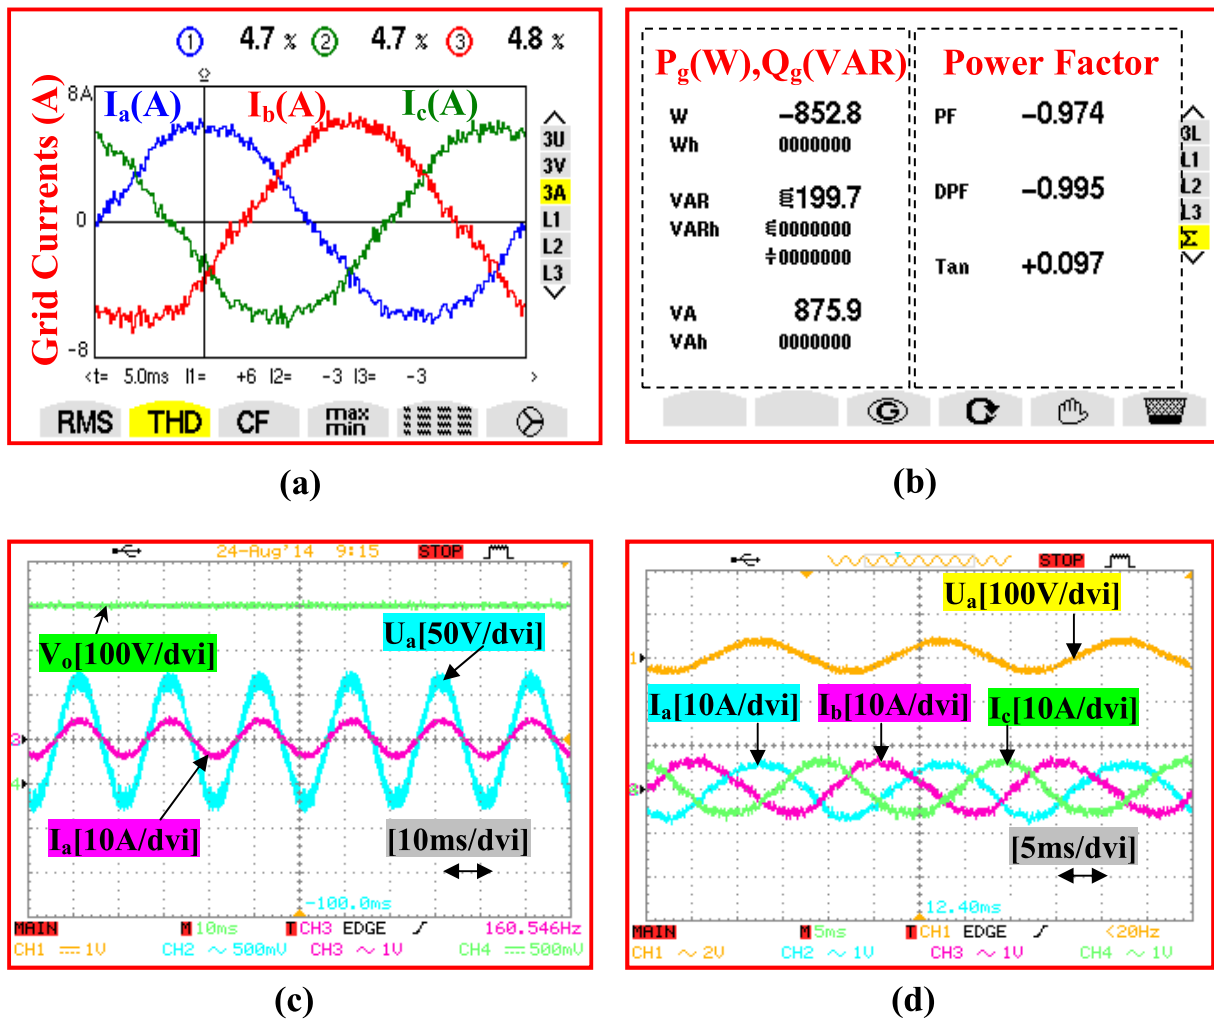 ① 4.7 % ② 4.7 % ③ 4.8 %
8A
Ia(A) Ib(A) Ic(A)
Grid Currents (A)
0
-8
3U
3V
3A
L1
L2
L3
<t= 5.0ms I1= +6 I2= -3 I3= -3 >
RMS THD CF max min
(a)
Pg(W),Qg(VAR) Power Factor
W -852.8
Wh 0000000
VAR 199.7
VARh 0000000
0000000
VA 875.9
VAh 0000000
PF -0.974
DPF -0.995
Tan +0.097
3L
L1
L2
L3
Σ
G
(b)
24-Aug'14 9:15 STOP
Vo[100V/dvi]
Ua[50V/dvi]
3
4
Ia[10A/dvi]
[10ms/dvi]
-100.0ms
MAIN M 10ms T CH3 EDGE 160.546Hz
CH1 1V CH2 ~ 500mV CH3 ~ 1V CH4 500mV
(c)
STOP
Ua[100V/dvi]
1
Ia[10A/dvi] Ib[10A/dvi] Ic[10A/dvi]
3
[5ms/dvi]
12.40ms
MAIN M 5ms T CH1 EDGE <20Hz
CH1 ~ 2V CH2 ~ 1V CH3 ~ 1V CH4 ~ 1V
(d)